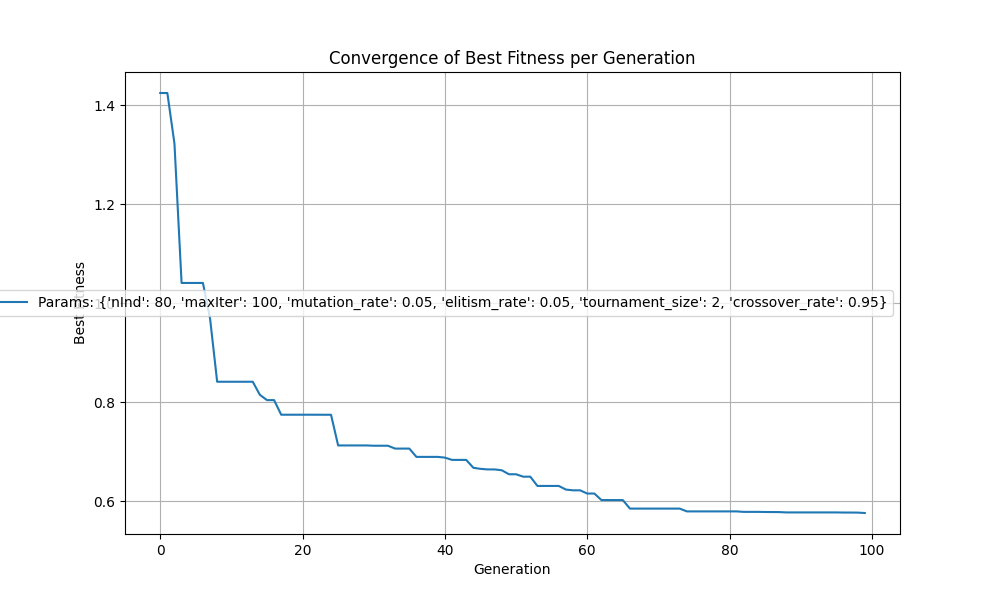 Convergence of Best Fitness per Generation
1.4
1.2
Params: {'nInd': 80, 'maxIter': 100, 'mutation_rate': 0.05, 'elitism_rate': 0.05, 'tournament_size': 2, 'crossover_rate': 0.95}
0.8
0.6
0 20 40 60 80 100
Generation